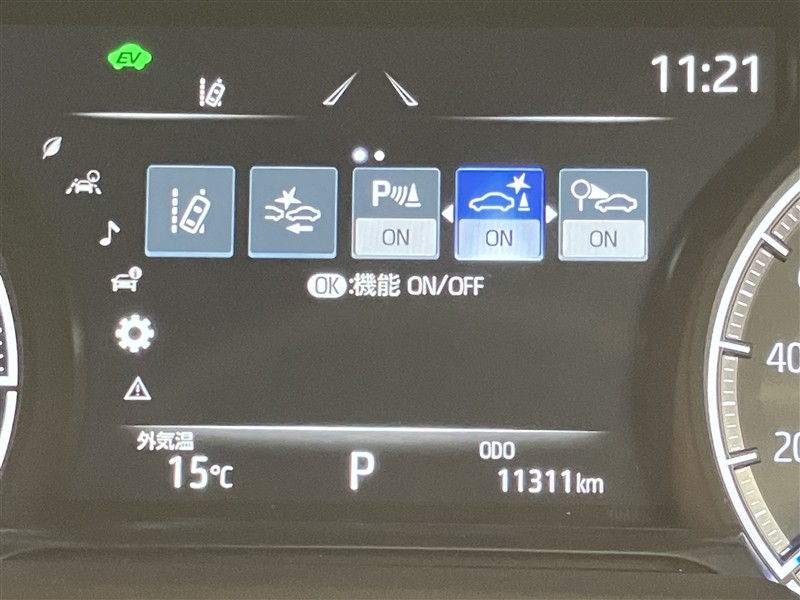 EV
11:21
P
ON
ON
ON
OK:機能 ON/OFF
外気温
15℃
P
ODO
11311km
40
20